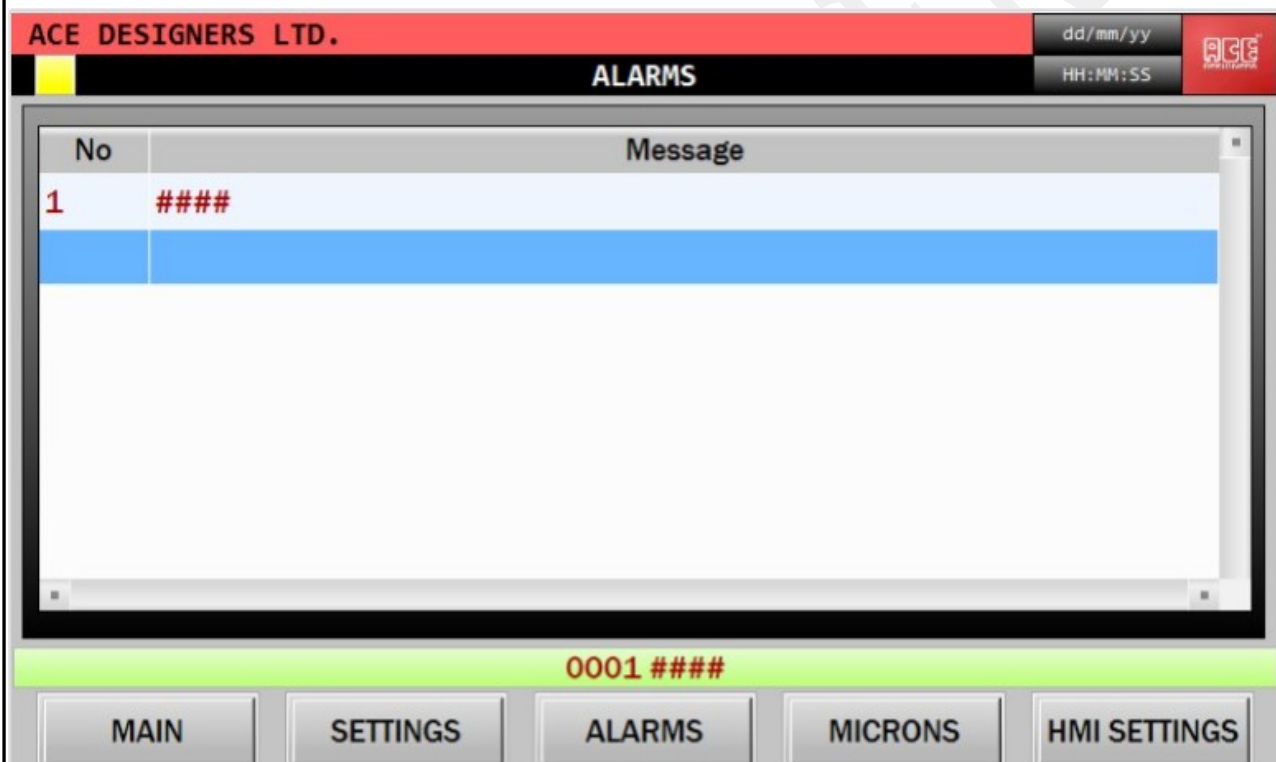 ACE DESIGNERS LTD.
dd/mm/yy
ACE
ALARMS
HH:MM:SS
No Message
1 ####
0001 ####
MAIN SETTINGS ALARMS MICRONS HMI SETTINGS